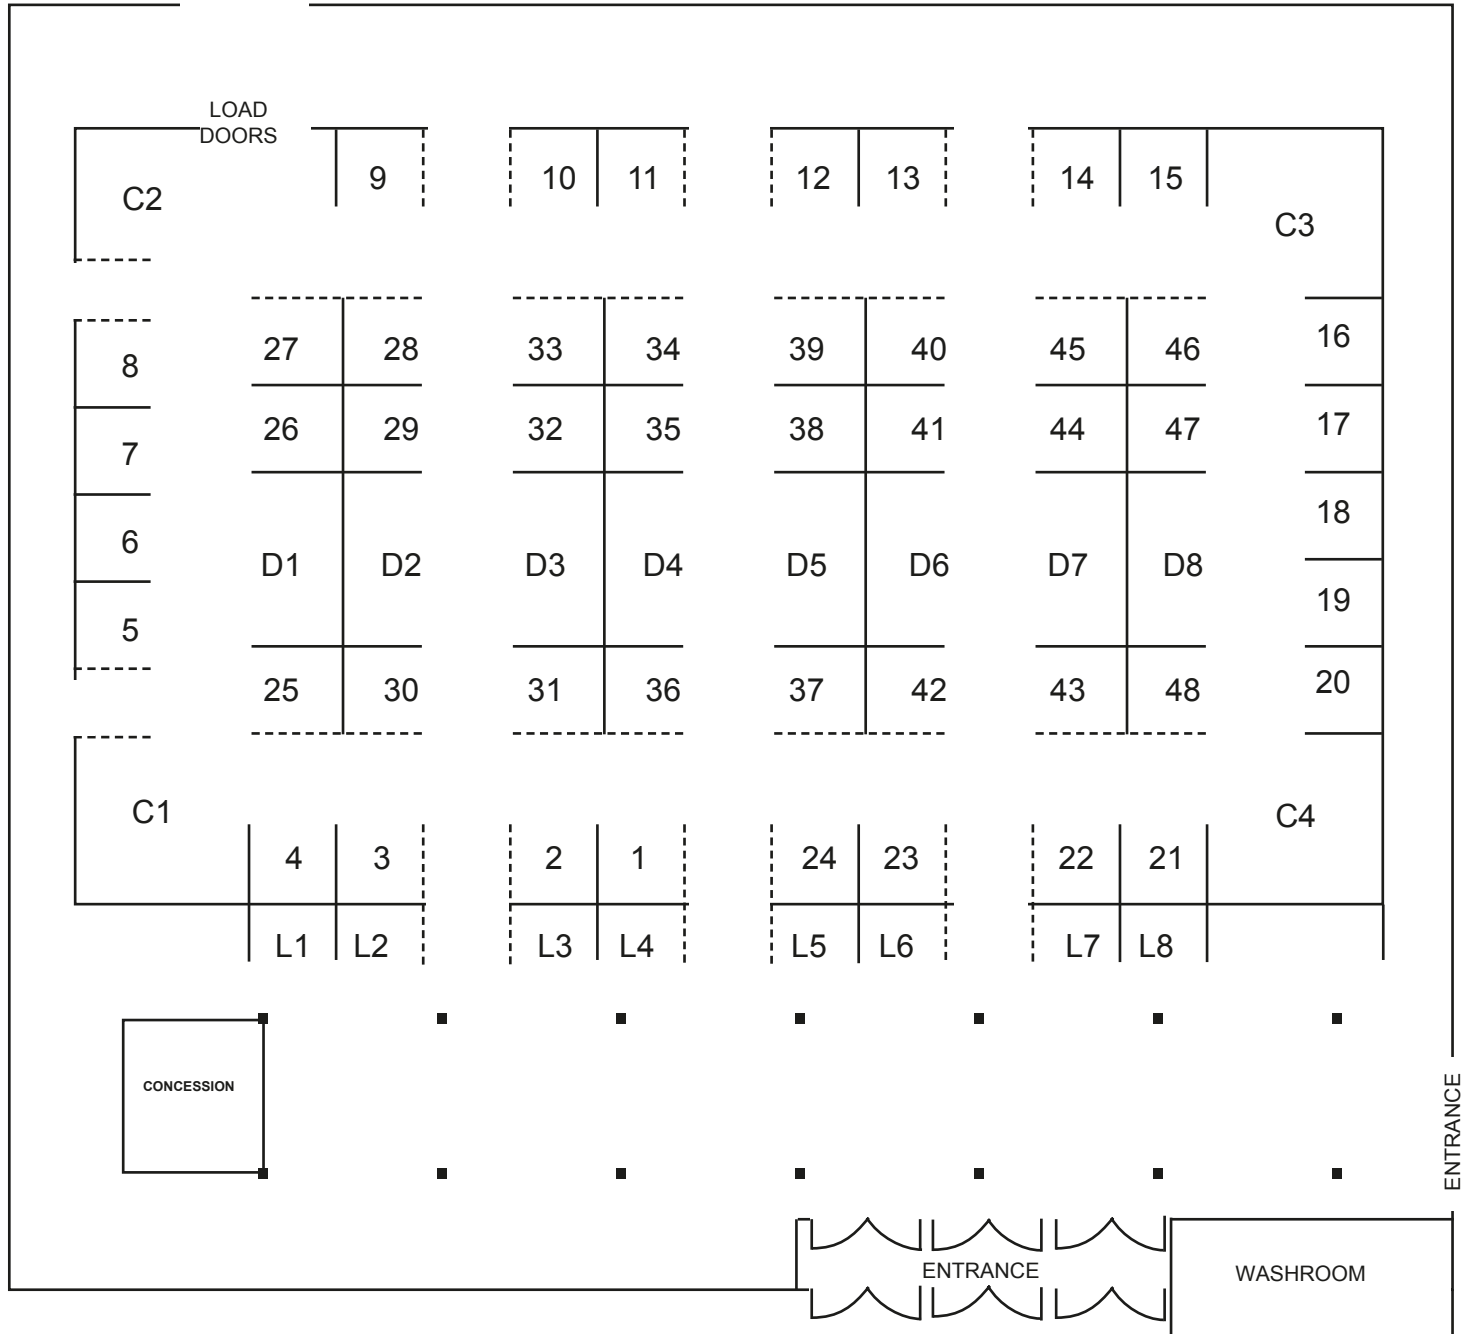 LOAD
DOORS
9 10 11 12 13 14 15
C2
C3
27 28 33 34 39 40 45 46 16
8
26 29 32 35 38 41 44 47 17
7
18
6
D1 D2 D3 D4 D5 D6 D7 D8
19
5
25 30 31 36 37 42 43 48 20
C1
C4
4 3 2 1 24 23 22 21
L1 L2 L3 L4 L5 L6 L7 L8
CONCESSION
ENTRANCE
ENTRANCE
WASHROOM